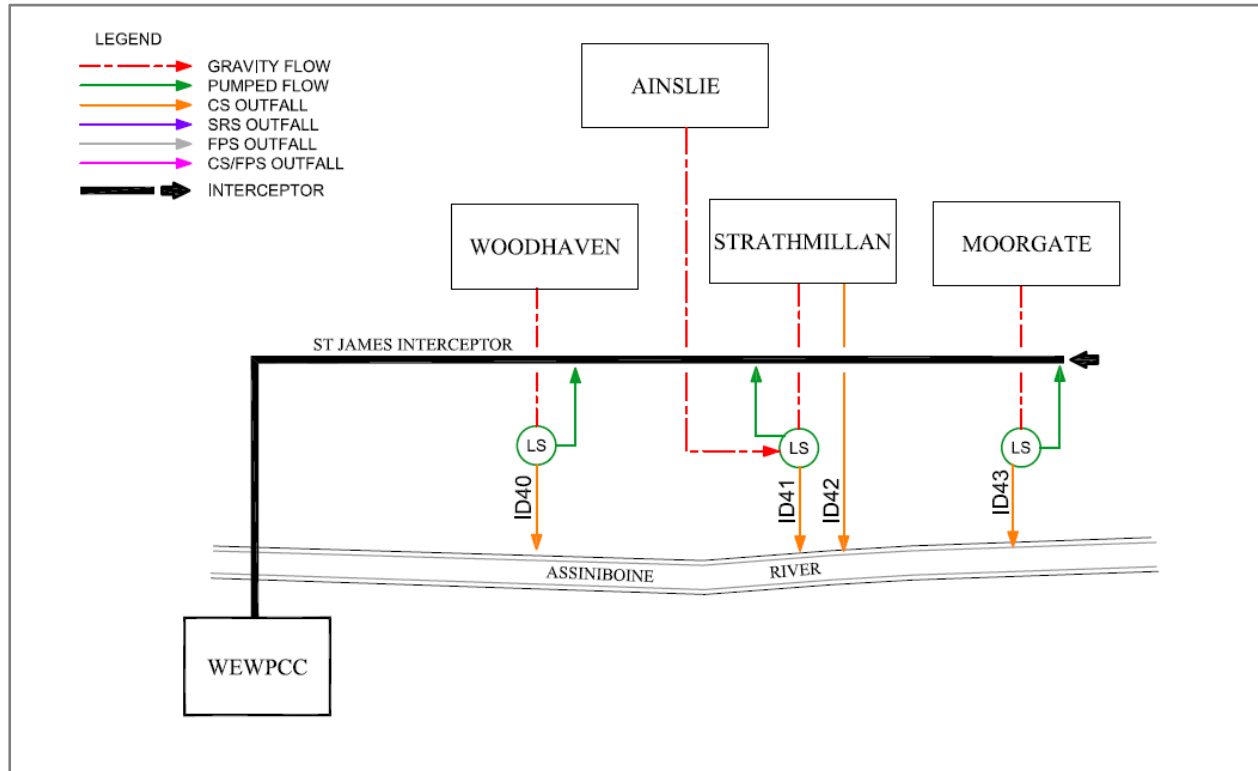 LEGEND
GRAVITY FLOW
PUMPED FLOW
CS OUTFALL
SRS OUTFALL
FPS OUTFALL
CS/FPS OUTFALL
INTERCEPTOR
AINSLIE
WOODHAVEN
STRATHMILLAN
MOORGATE
ST JAMES INTERCEPTOR
LS
LS
LS
ID40
ID41
ID42
ID43
ASSINIBOINE RIVER
WEWPCC